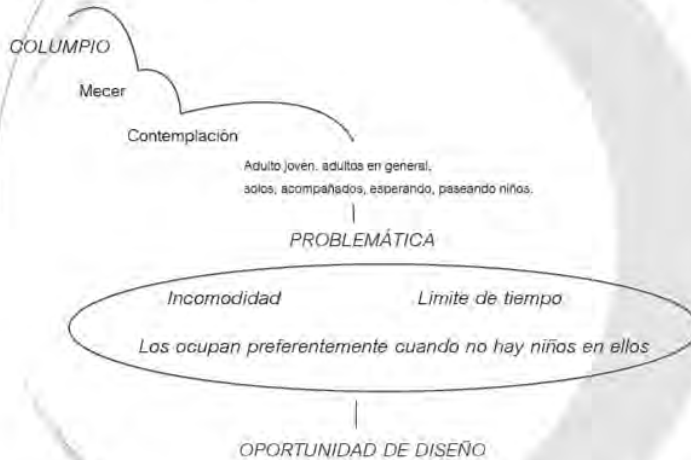 COLUMPIO
Mecer
Contemplación
Adulto joven, adultos en general,
solos, acompañados, esperando, paseando niños.
PROBLEMÁTICA
Incomodidad Limite de tiempo
Los ocupan preferentemente cuando no hay niños en ellos
OPORTUNIDAD DE DISEÑO